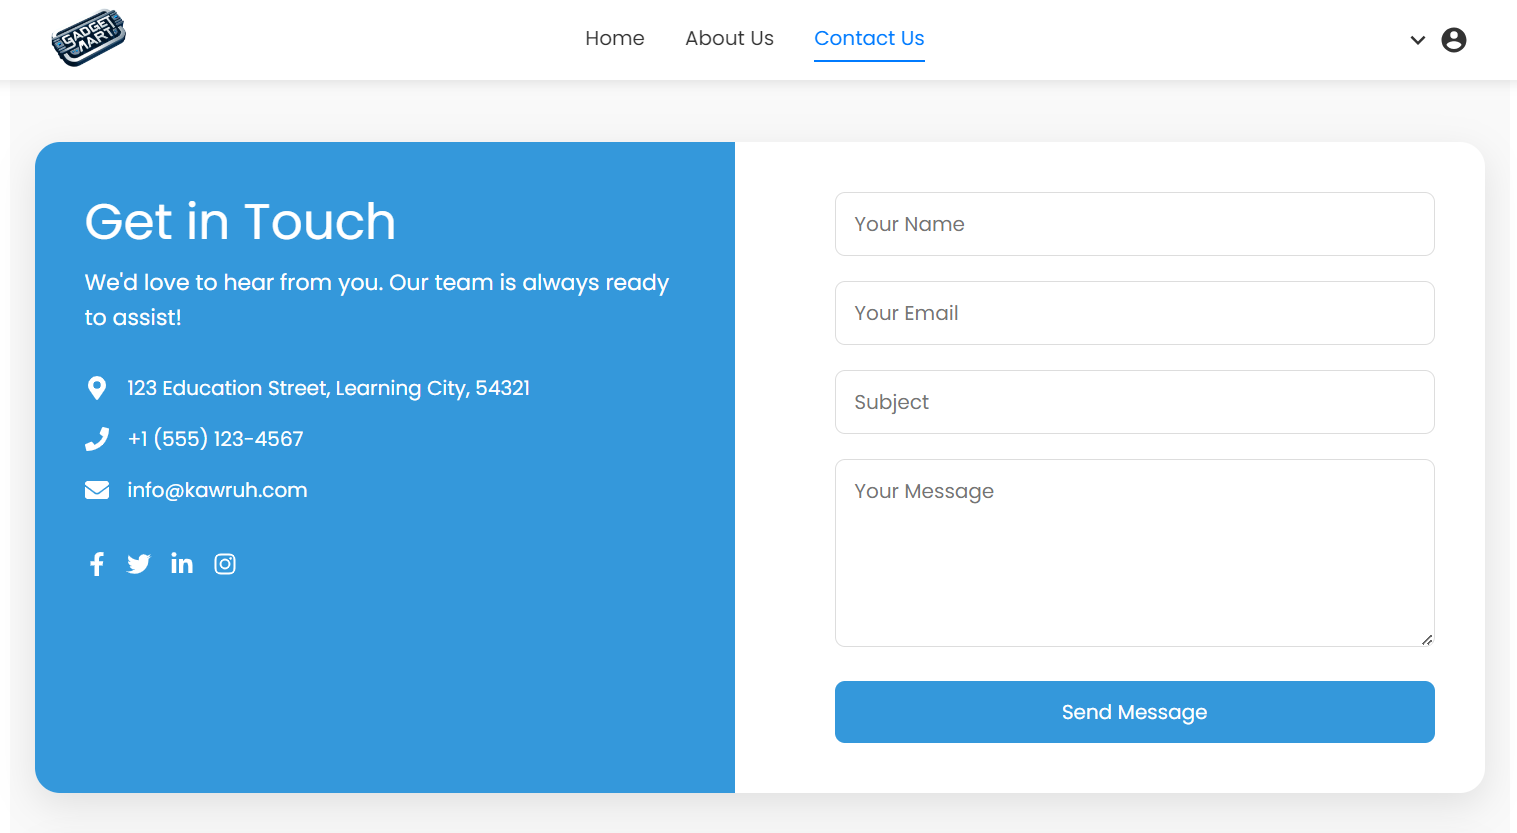 GADGET
MART
Home
About Us
Contact Us
Get in Touch
We'd love to hear from you. Our team is always ready
to assist!
123 Education Street, Learning City, 54321
+1 (555) 123-4567
info@kawruh.com
Your Name
Your Email
Subject
Your Message
Send Message